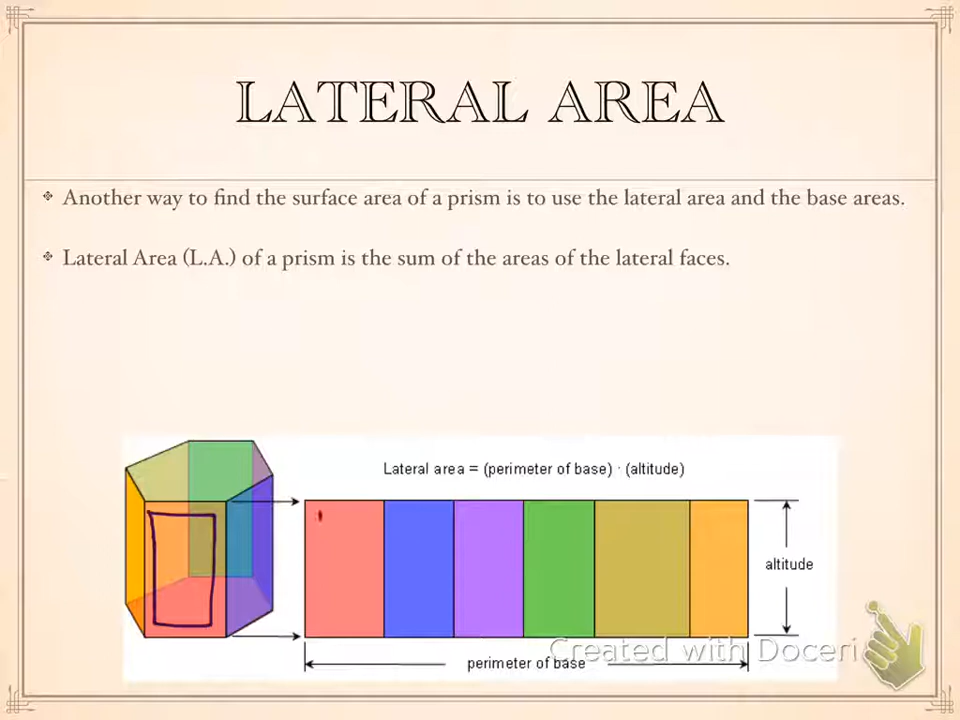 LATERAL AREA
Another way to find the surface area of a prism is to use the lateral area and the base areas.
Lateral Area (L.A.) of a prism is the sum of the areas of the lateral faces.
Lateral area = (perimeter of base) · (altitude)
altitude
perimeter of base
Created with Doceri